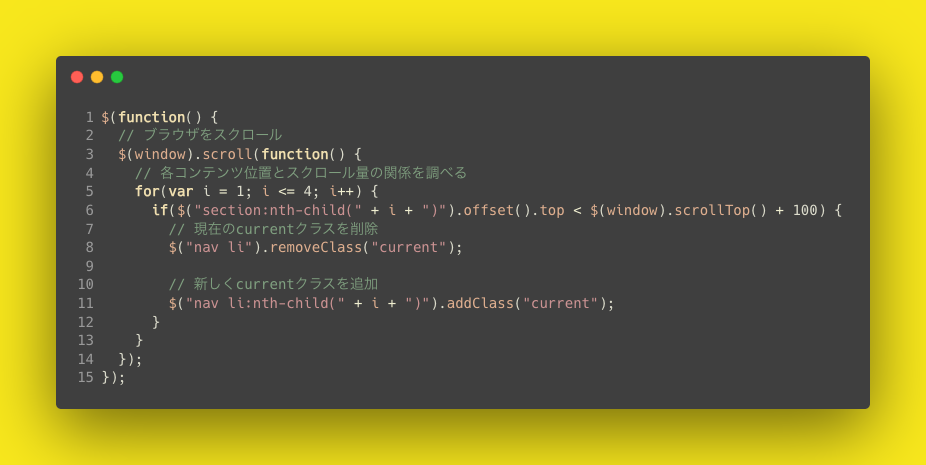 1 $(function() {
2   // ブラウザをスクロール
3   $(window).scroll(function() {
4     // 各コンテンツ位置とスクロール量の関係を調べる
5     for(var i = 1; i <= 4; i++) {
6       if($("section:nth-child(" + i + ")").offset().top < $(window).scrollTop() + 100) {
7         // 現在のcurrentクラスを削除
8         $("nav li").removeClass("current");
9
10         // 新しくcurrentクラスを追加
11         $("nav li:nth-child(" + i + ")").addClass("current");
12       }
13     }
14   });
15 });